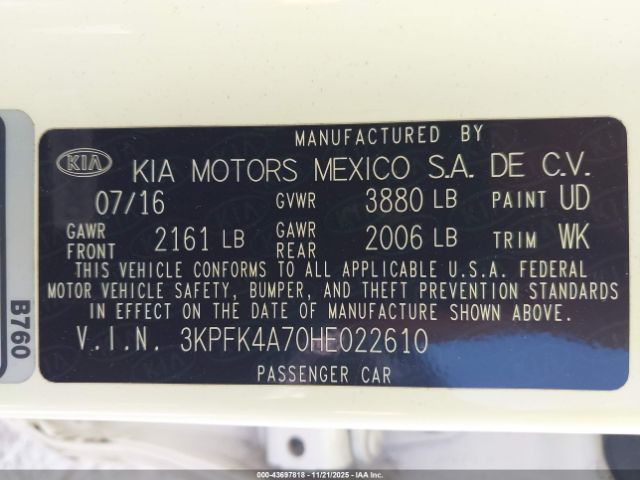 MANUFACTURED BY
KIA KIA MOTORS MEXICO S.A. DE C.V.
07/16 GVWR 3880 LB PAINT UD
GAWR FRONT 2161 LB GAWR REAR 2006 LB TRIM WK
THIS VEHICLE CONFORMS TO ALL APPLICABLE U.S.A. FEDERAL
MOTOR VEHICLE SAFETY, BUMPER, AND THEFT PREVENTION STANDARDS
IN EFFECT ON THE DATE OF MANUFACTURE SHOWN ABOVE.
V.I.N. 3KPFK4A70HE022610
PASSENGER CAR
B760
000-43697818 - 11/21/2025 - IAA Inc.